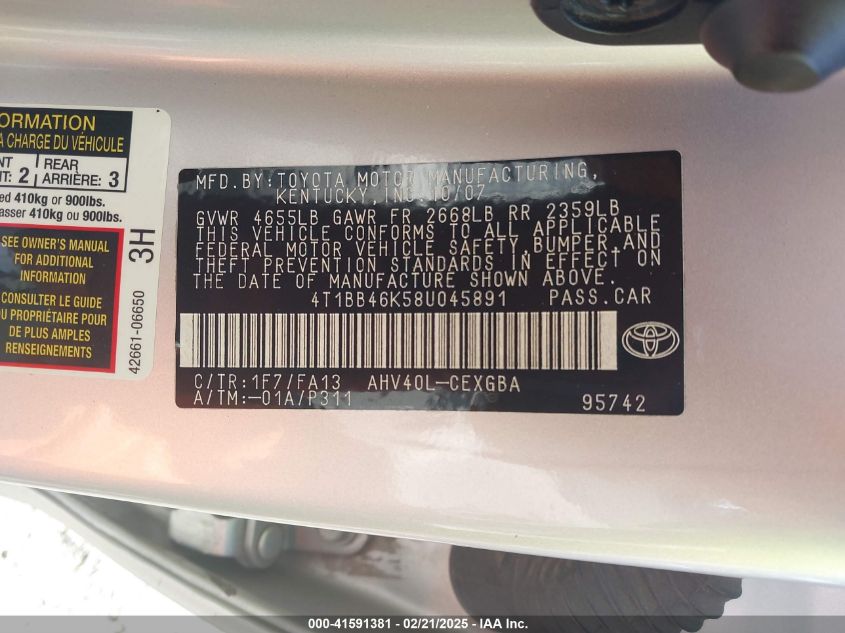 ORMATION
A CHARGE DU VÉHICULE
NT
NT: 2
REAR
ARRIÈRE: 3
ed 410kg or 900lbs.
asser 410kg ou 900lbs.
SEE OWNER'S MANUAL
FOR ADDITIONAL
INFORMATION
CONSULTER LE GUIDE
DU PROPRIÉTAIRE POUR
DE PLUS AMPLES
RENSEIGNEMENTS
3H
42661-06650
MFD.BY:TOYOTA MOTOR MANUFACTURING,
KENTUCKY,INC.10/07
GVWR 4655LB GAWR FR 2668LB RR 2359LB
THIS VEHICLE CONFORMS TO ALL APPLICABLE
FEDERAL MOTOR VEHICLE SAFETY,BUMPER,AND
THEFT PREVENTION STANDARDS IN EFFECT ON
THE DATE OF MANUFACTURE SHOWN ABOVE.
4T1BB46K58U045891 PASS.CAR
C/TR:1F7/FA13 AHV40L-CEXGBA
A/TM:-01A/P311 95742
000-41591381 - 02/21/2025 - IAA Inc.